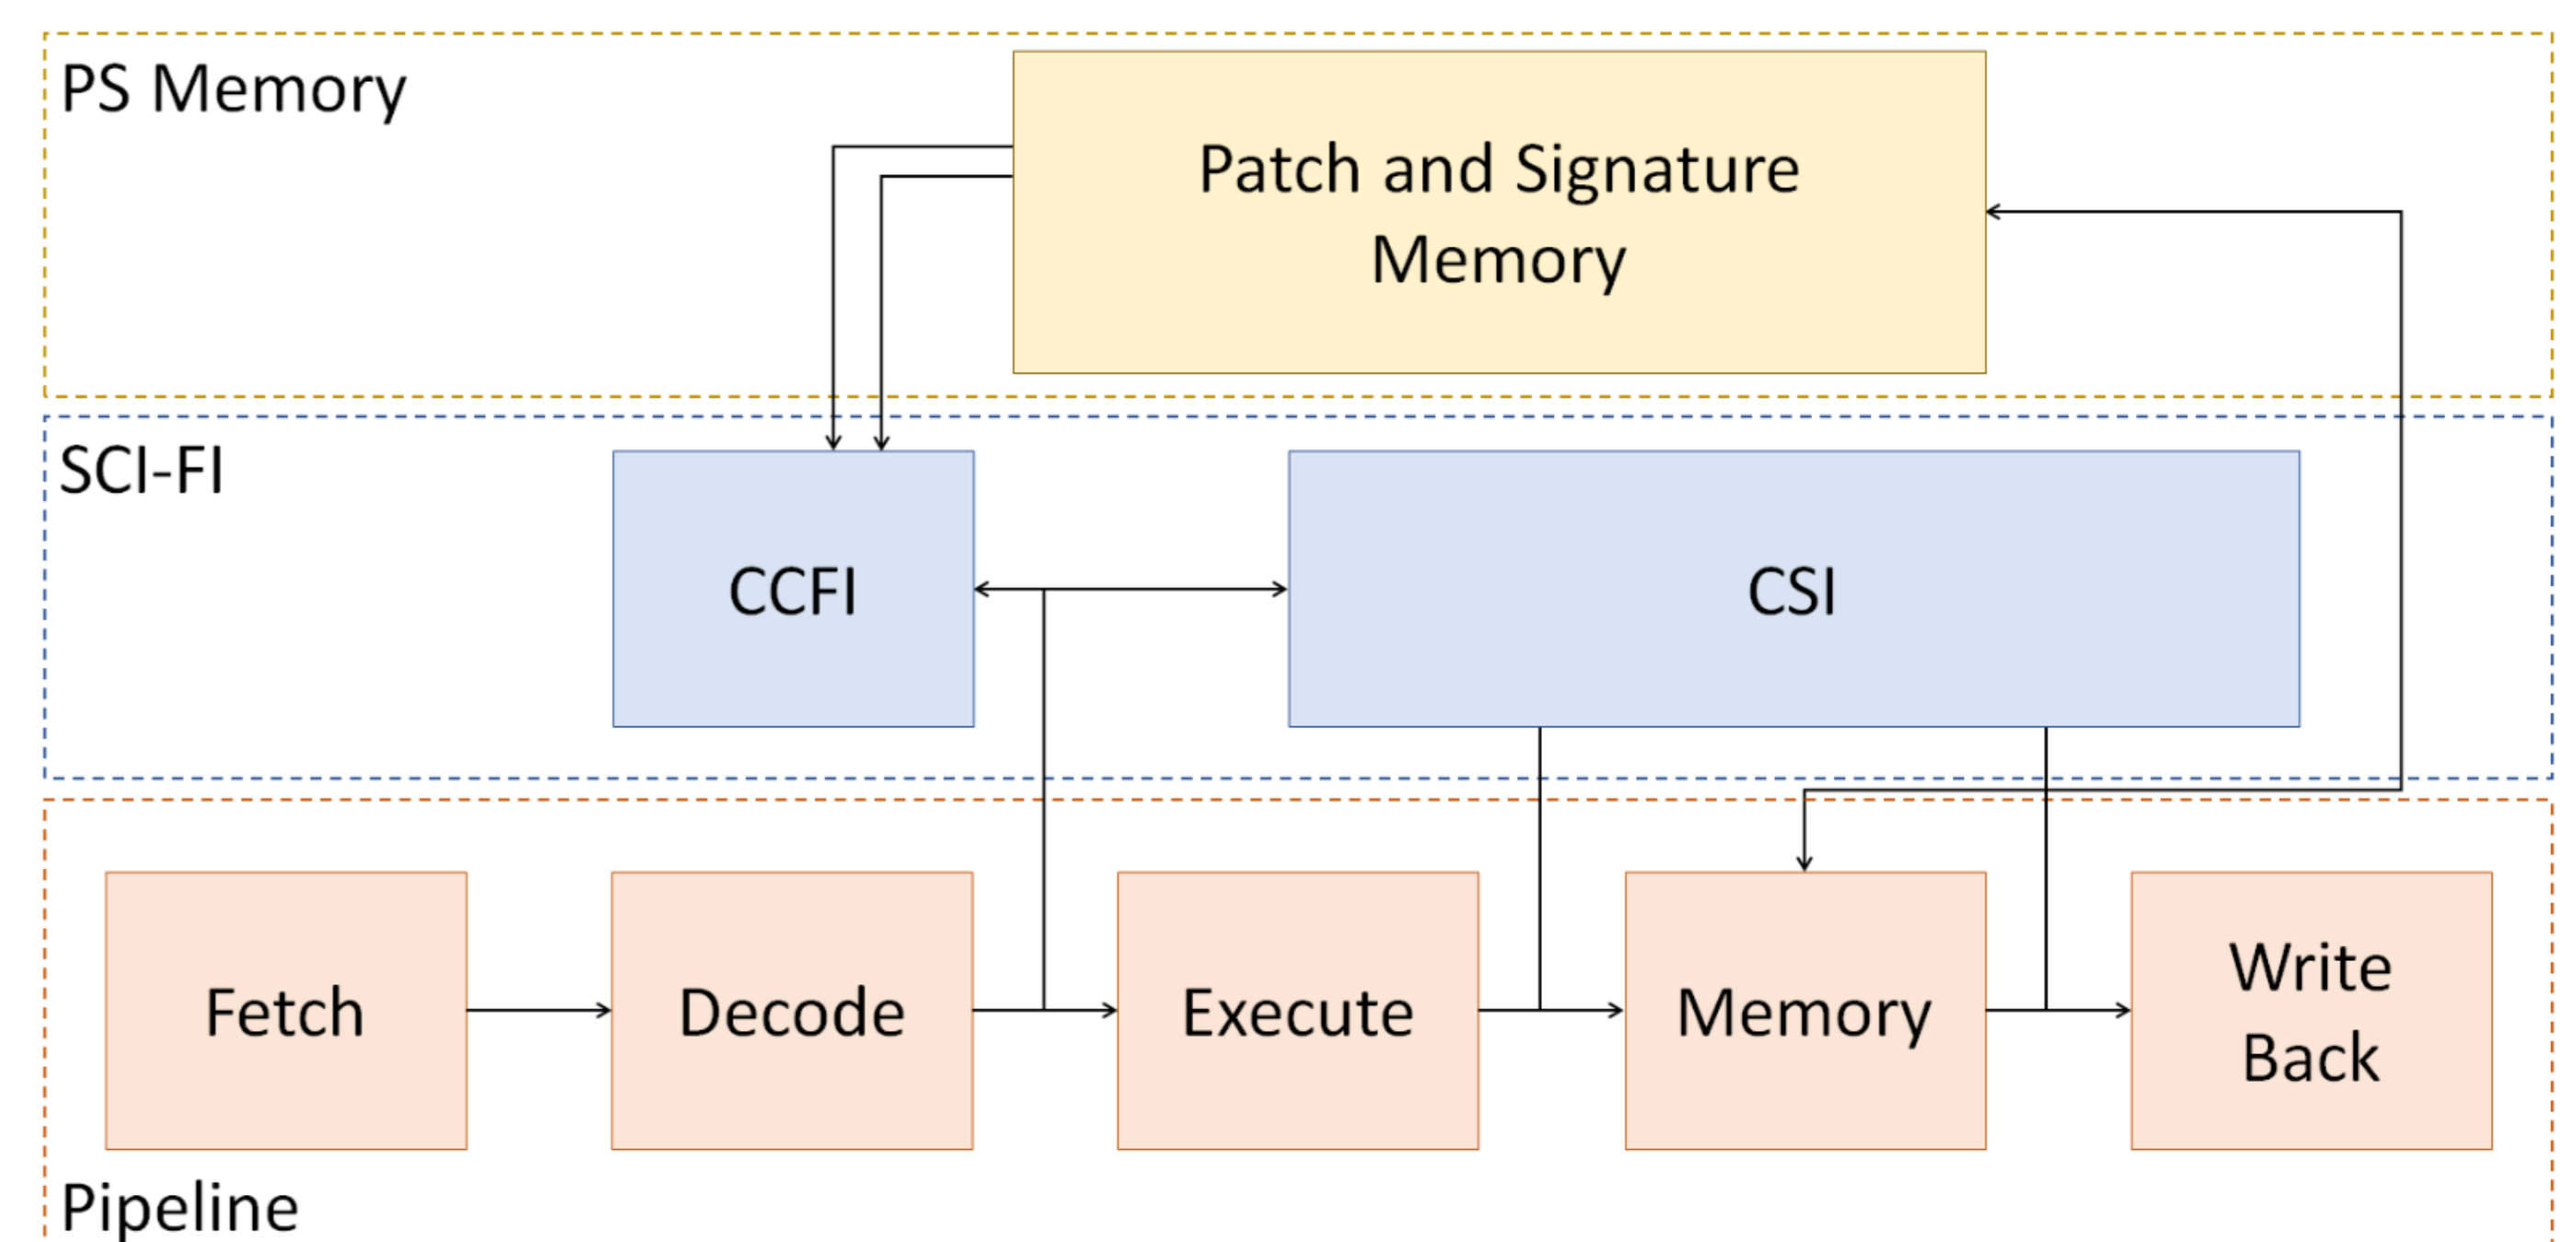 PS Memory
Patch and Signature
Memory
SCI-FI
CCFI
CSI
Fetch
Decode
Execute
Memory
Write
Back
Pipeline